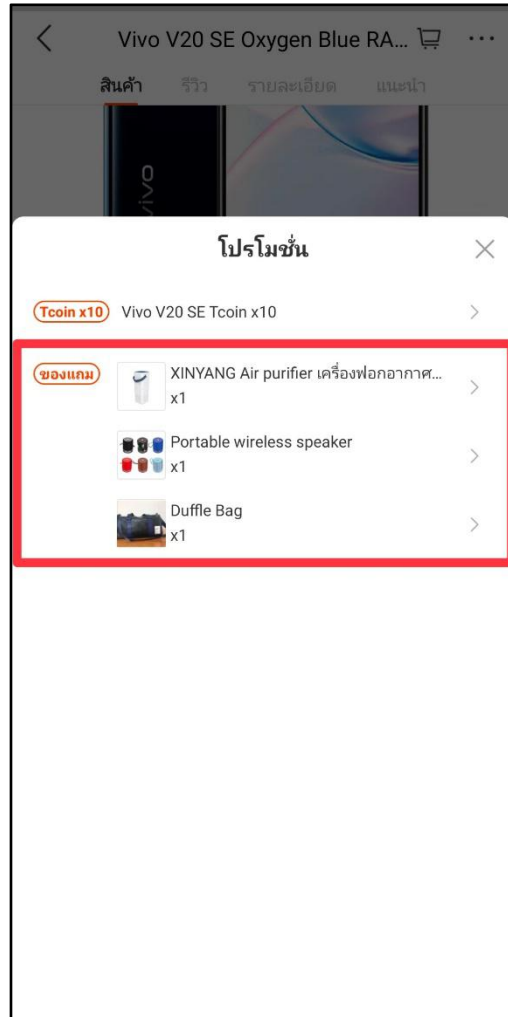 Vivo V20 SE Oxygen Blue RA...
สินค้า รีวิว รายละเอียด แนะนำ
vivo
โปรโมชั่น
Tcoin x10 Vivo V20 SE Tcoin x10
ของแถม XINYANG Air purifier เครื่องฟอกอากาศ...
x1
Portable wireless speaker
x1
Duffle Bag
x1